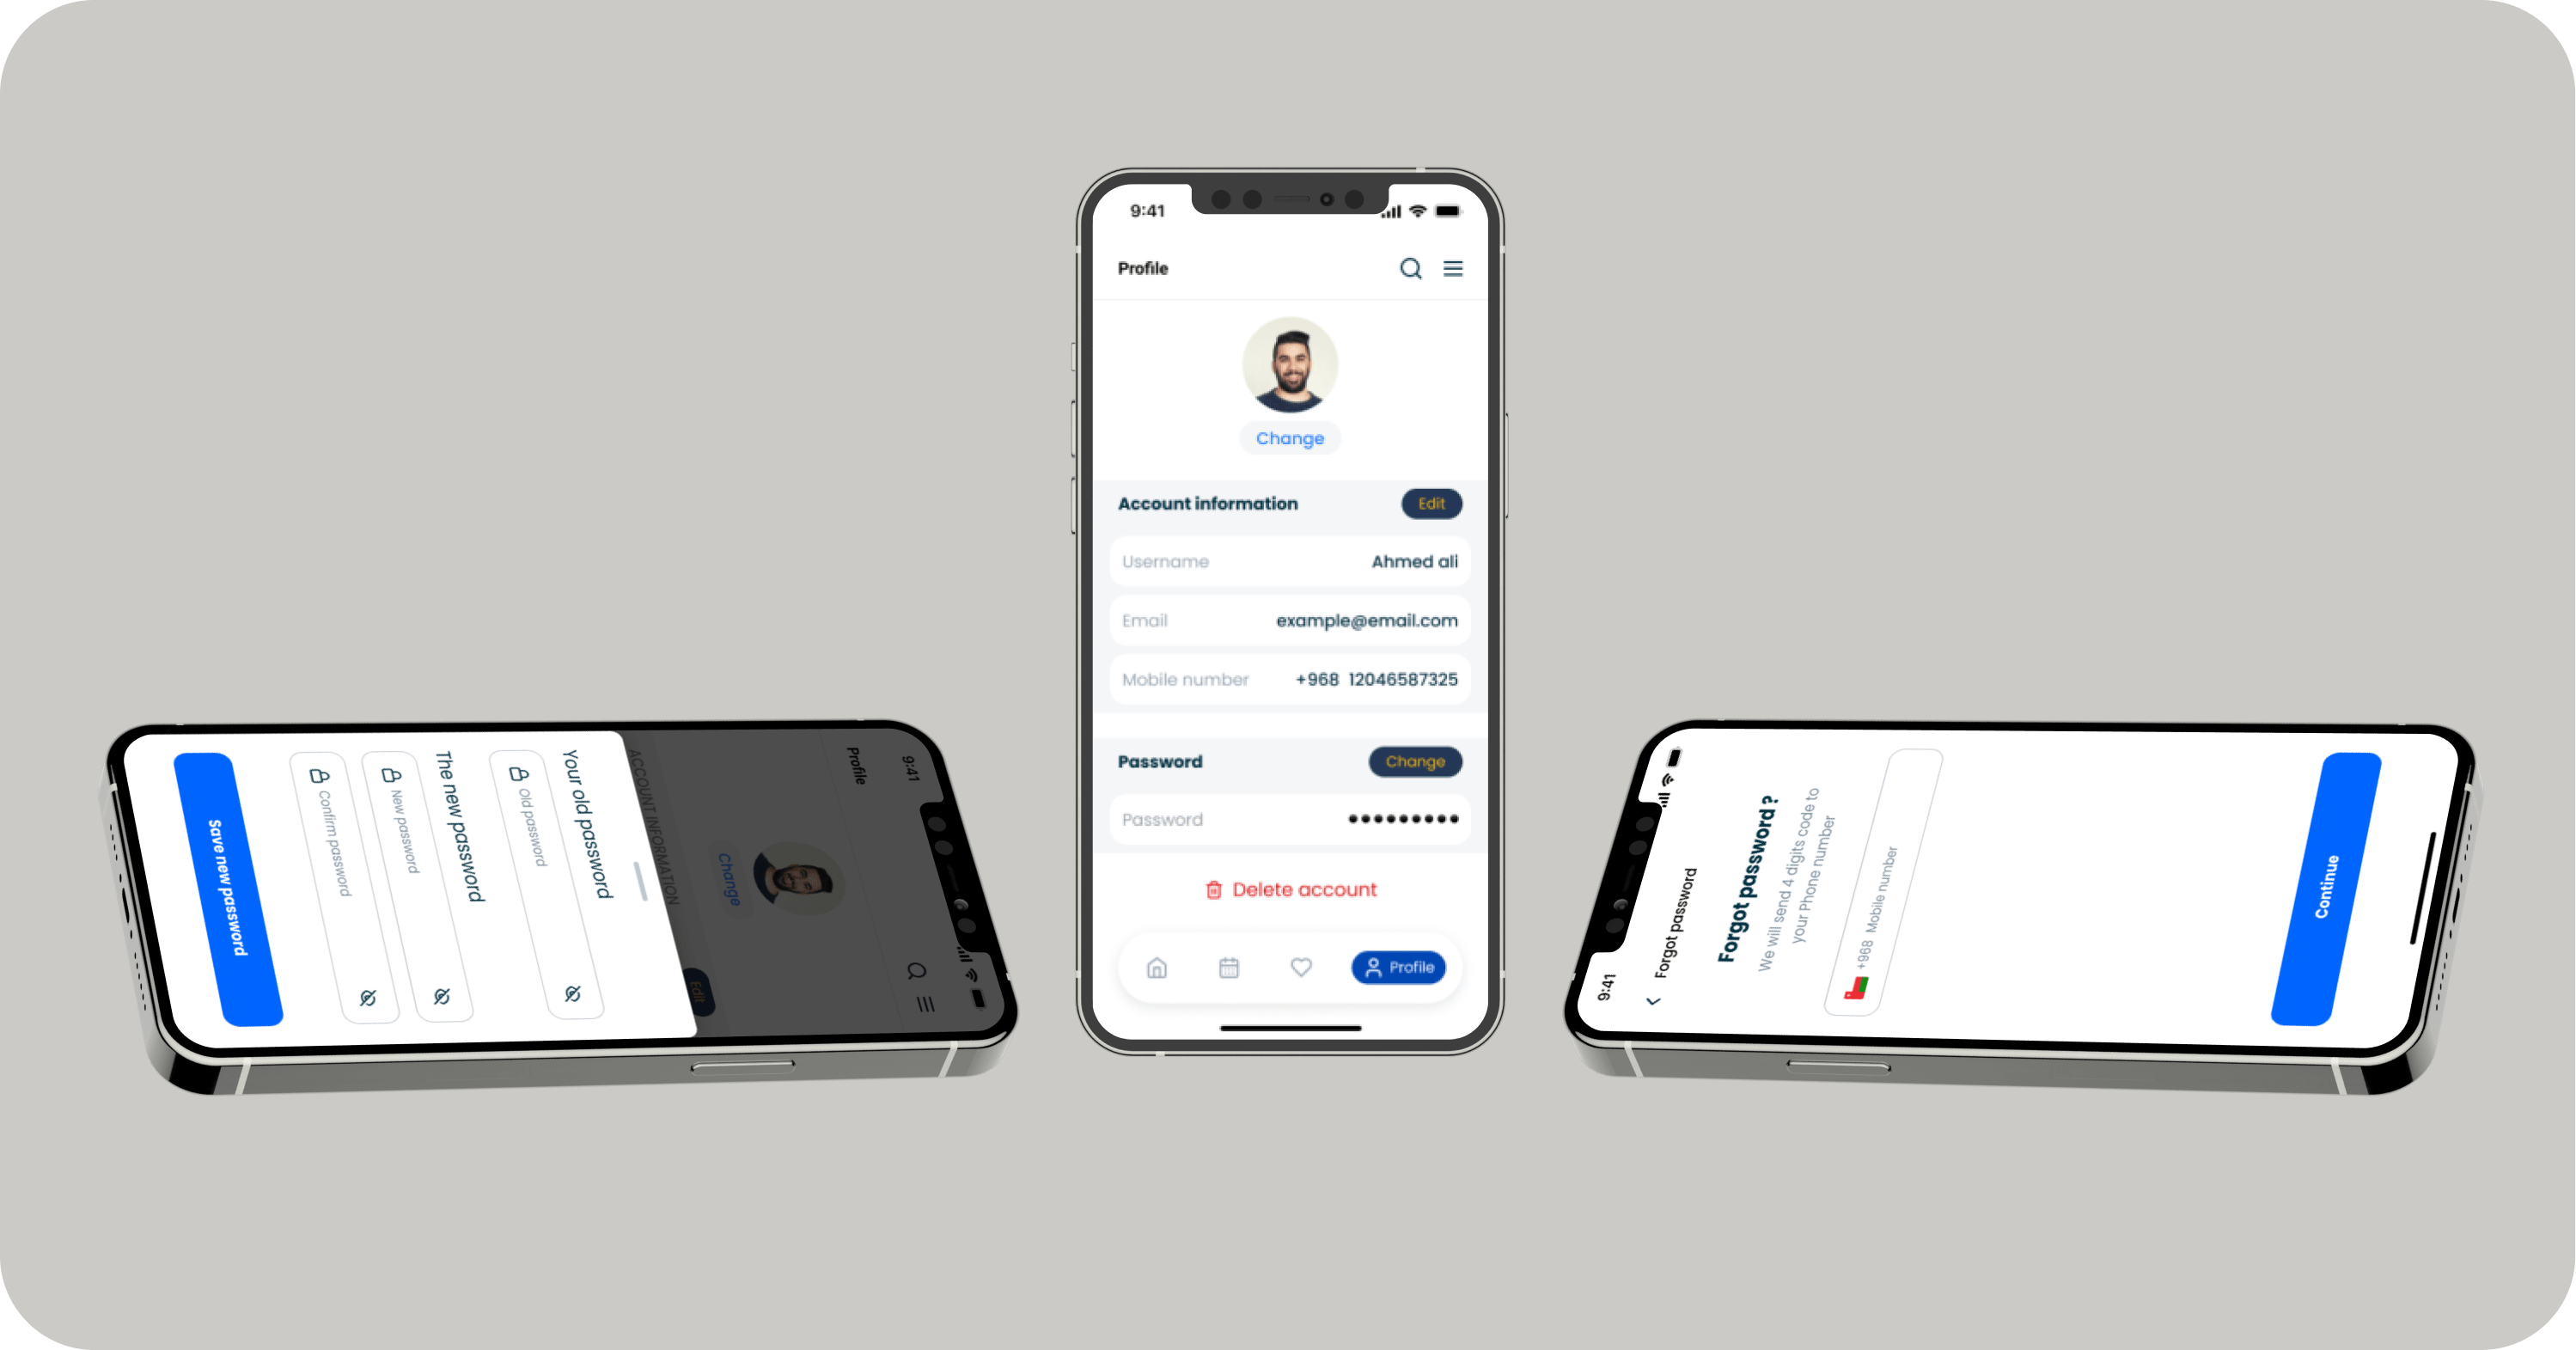 9:41
Profile
Change
ACCOUNT INFORMATION
Edit
Your old password
Old password
The new password
New password
Confirm password
Save new password
9:41
Profile
Change
Account information
Edit
Username
Ahmed ali
Email
example@email.com
Mobile number
+968 12046587325
Password
Change
Password
Delete account
Profile
9:41
Forgot password
Forgot password ?
We will send 4 digits code to
your Phone number
+968 Mobile number
Continue